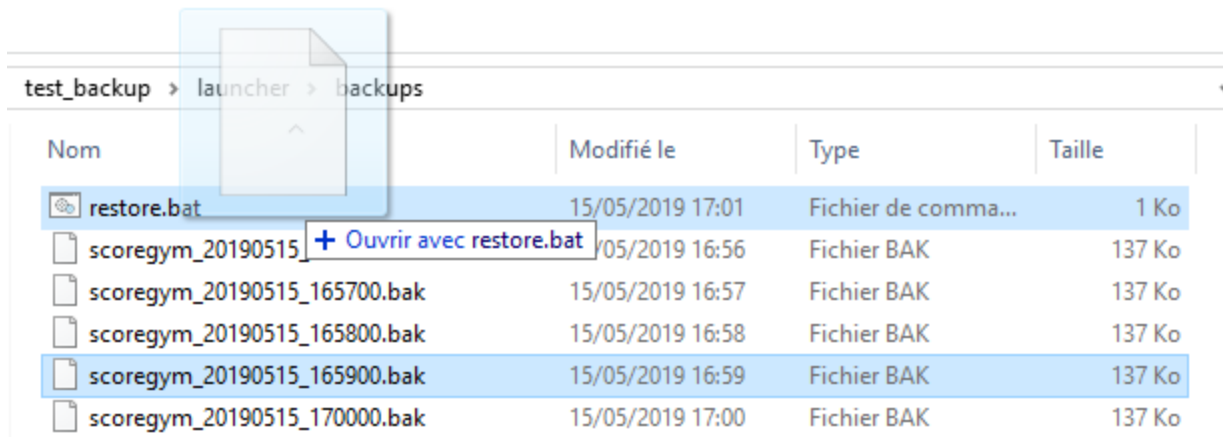 test_backup > launcher > backups
Nom Modifié le Type Taille
restore.bat 15/05/2019 17:01 Fichier de comma... 1 Ko
+ Ouvrir avec restore.bat
scoregym_20190515_ /05/2019 16:56 Fichier BAK 137 Ko
scoregym_20190515_165700.bak 15/05/2019 16:57 Fichier BAK 137 Ko
scoregym_20190515_165800.bak 15/05/2019 16:58 Fichier BAK 137 Ko
scoregym_20190515_165900.bak 15/05/2019 16:59 Fichier BAK 137 Ko
scoregym_20190515_170000.bak 15/05/2019 17:00 Fichier BAK 137 Ko